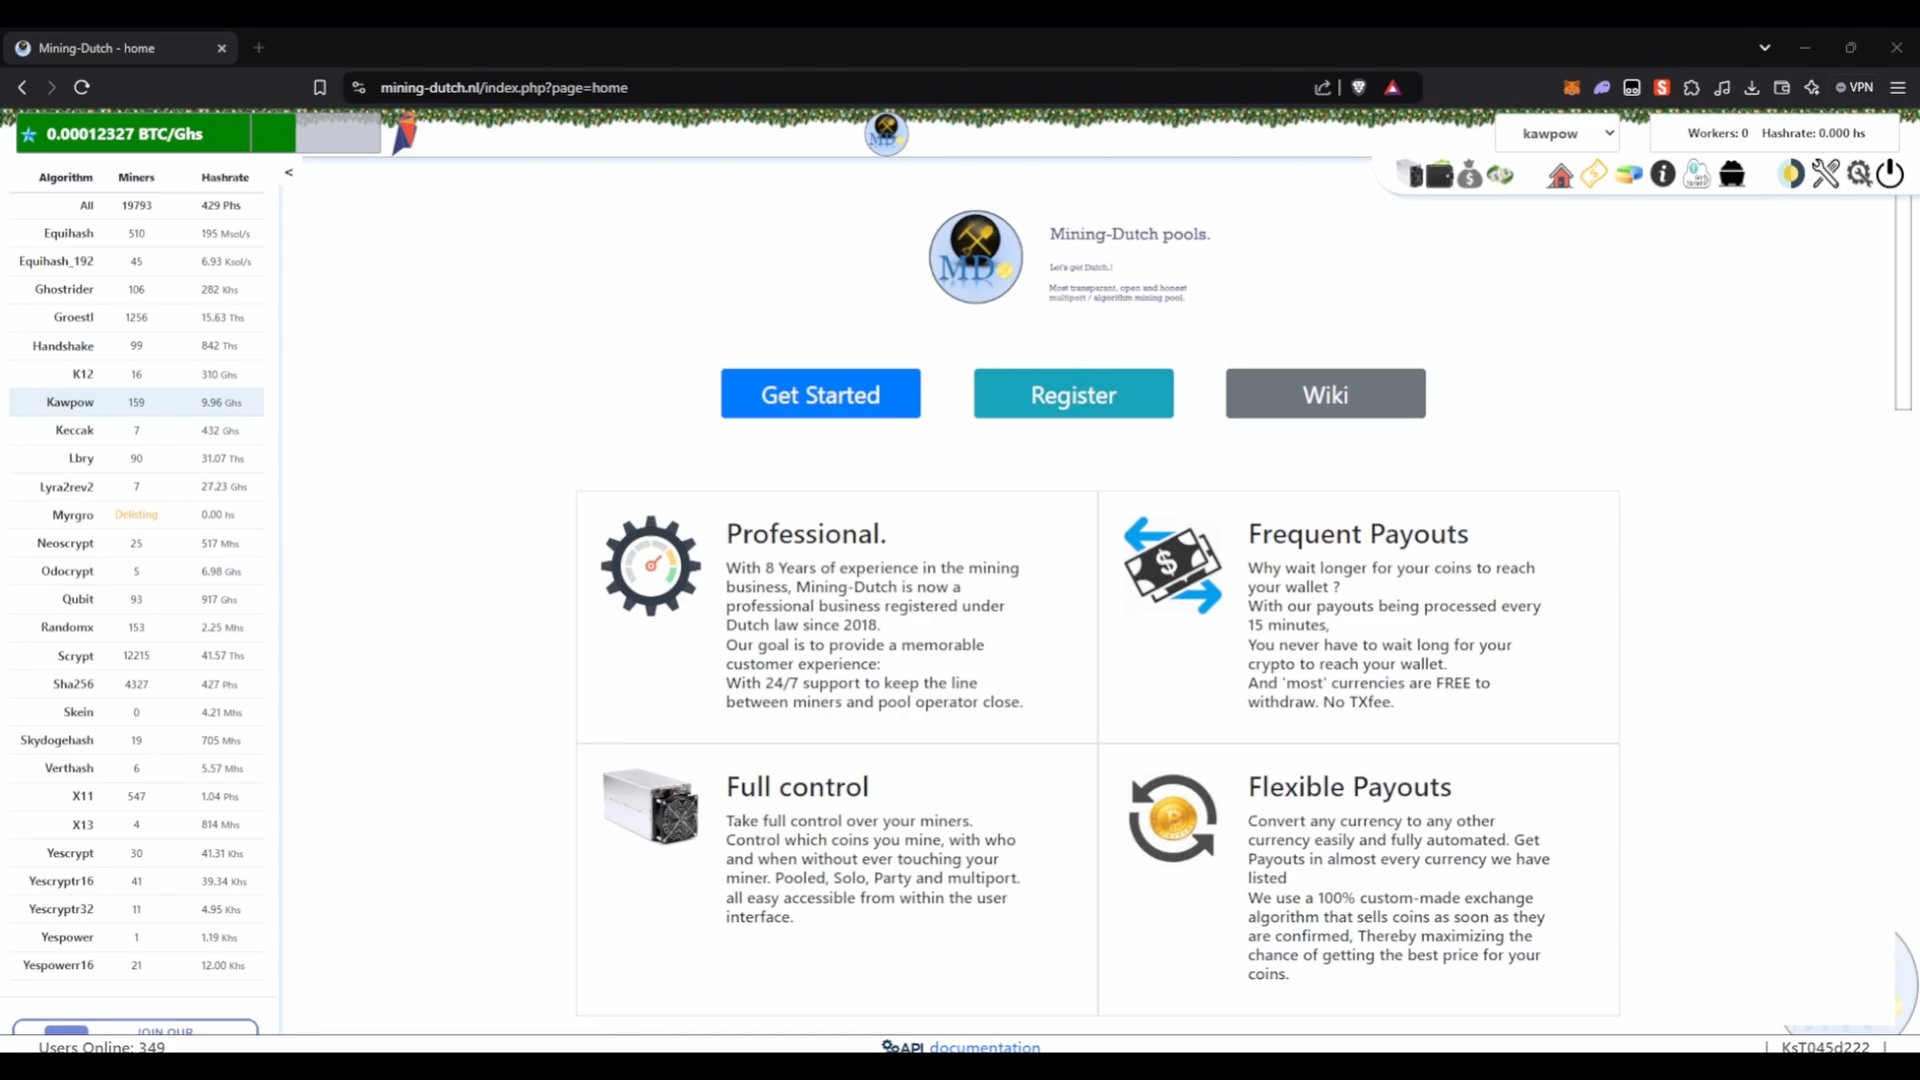 Mining-Dutch - home
mining-dutch.nl/index.php?page=home
VPN
0.00012327 BTC/Ghs
MD
kawpow
Workers: 0 Hashrate: 0.000 hs
Algorithm Miners Hashrate
<
All 19793 429 Phs
Equihash 510 195 Msol/s
Equihash_192 45 6.93 Ksol/s
Ghostrider 106 282 Khs
Groestl 1256 15.63 Ths
Handshake 99 842 Ths
K12 16 310 Ghs
Kawpow 159 9.96 Ghs
Keccak 7 432 Ghs
Lbry 90 31.07 Ths
Lyra2rev2 7 27.23 Ghs
Myrgro Delisting 0.00 hs
Neoscrypt 25 517 Mhs
Odocrypt 5 6.98 Ghs
Qubit 93 917 Ghs
Randomx 153 2.25 Mhs
Scrypt 12215 41.57 Ths
Sha256 4327 427 Phs
Skein 0 4.21 Mhs
Skydogehash 19 705 Mhs
Verthash 6 5.57 Mhs
X11 547 1.04 Phs
X13 4 814 Mhs
Yescrypt 30 41.31 Khs
Yescryptr16 41 39.34 Khs
Yescryptr32 11 4.95 Khs
Yespower 1 1.19 Khs
Yespowerr16 21 12.00 Khs
JOIN OUR
MD
Mining-Dutch pools.
Let's got Dutch.!
Most transparant, open and honest
multiport / algorithm mining pool.
Get Started
Register
Wiki
Professional.
With 8 Years of experience in the mining
business, Mining-Dutch is now a
professional business registered under
Dutch law since 2018.
Our goal is to provide a memorable
customer experience:
With 24/7 support to keep the line
between miners and pool operator close.
Frequent Payouts
Why wait longer for your coins to reach
your wallet ?
With our payouts being processed every
15 minutes,
You never have to wait long for your
crypto to reach your wallet.
And 'most' currencies are FREE to
withdraw. No TXfee.
Full control
Take full control over your miners.
Control which coins you mine, with who
and when without ever touching your
miner. Pooled, Solo, Party and multiport.
all easy accessible from within the user
interface.
Flexible Payouts
Convert any currency to any other
currency easily and fully automated. Get
Payouts in almost every currency we have
listed
We use a 100% custom-made exchange
algorithm that sells coins as soon as they
are confirmed, Thereby maximizing the
chance of getting the best price for your
coins.
Users Online: 349
API documentation
| KsT045d222 |